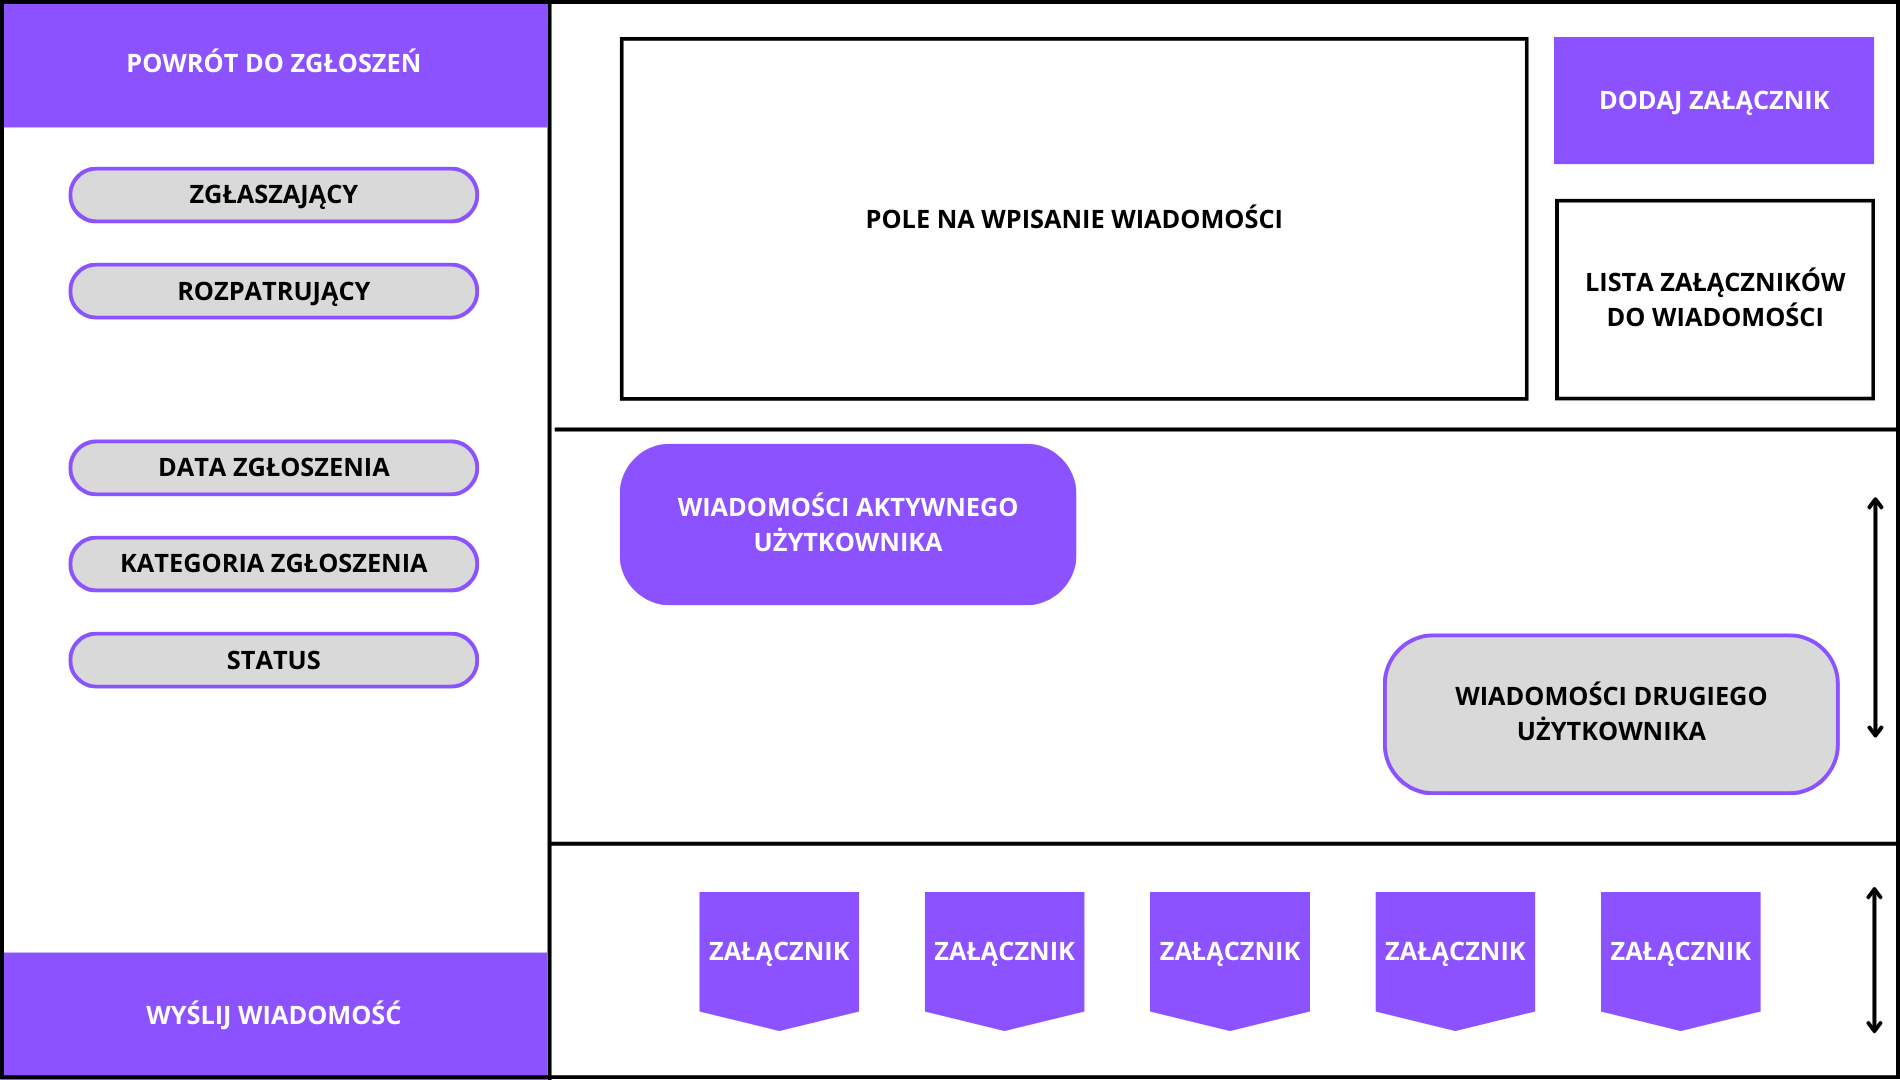 POWRÓT DO ZGŁOSZEŃ
ZGŁASZAJĄCY
ROZPATRUJĄCY
DATA ZGŁOSZENIA
KATEGORIA ZGŁOSZENIA
STATUS
WYŚLIJ WIADOMOŚĆ
POLE NA WPISANIE WIADOMOŚCI
DODAJ ZAŁĄCZNIK
LISTA ZAŁĄCZNIKÓW
DO WIADOMOŚCI
WIADOMOŚCI AKTYWNEGO
UŻYTKOWNIKA
WIADOMOŚCI DRUGIEGO
UŻYTKOWNIKA
ZAŁĄCZNIK
ZAŁĄCZNIK
ZAŁĄCZNIK
ZAŁĄCZNIK
ZAŁĄCZNIK